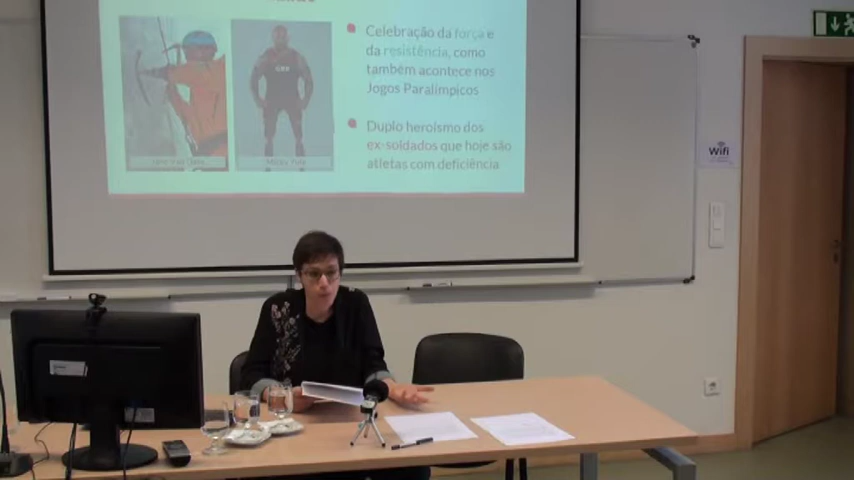 Celebração da força e
da resistência, como
também acontece nos
Jogos Paralímpicos
Duplo heroísmo dos
ex-soldados que hoje são
atletas com deficiência
Wifi